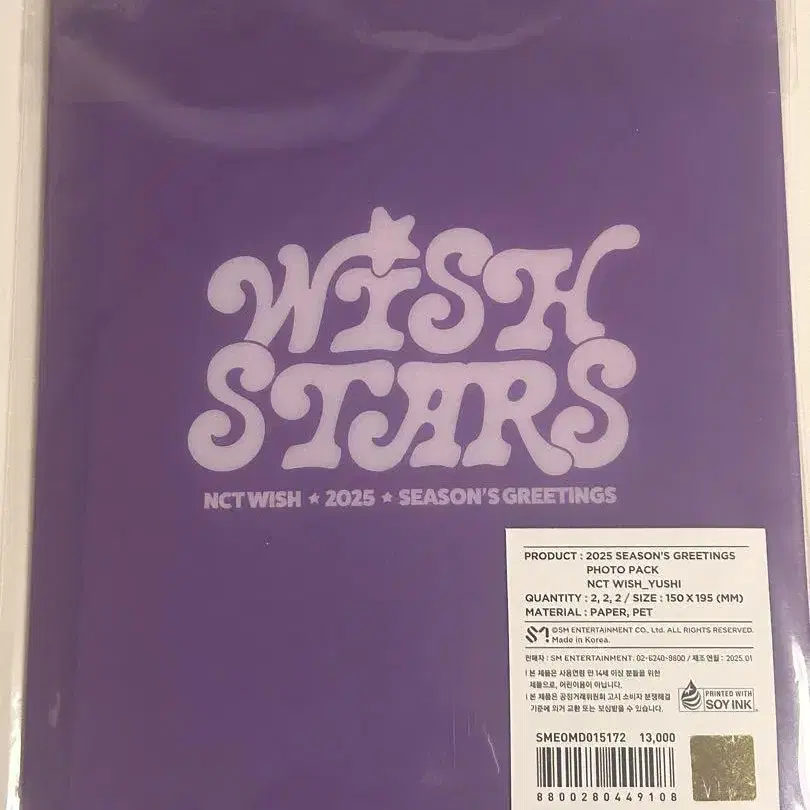 WiSH
STARS
NCT WISH ★ 2025 ★ SEASON'S GREETINGS
PRODUCT : 2025 SEASON'S GREETINGS
PHOTO PACK
NCT WISH_YUSHI
QUANTITY : 2, 2, 2 / SIZE : 150 X 195 (MM)
MATERIAL : PAPER, PET
SM ©SM ENTERTAINMENT CO., Ltd. ALL RIGHTS RESERVED.
Made in Korea.
판매자 : SM ENTERTAINMENT. 02-6240-9800 / 제조 연월 : 2025.01
본 제품은 사용연령 만 14세 이상 분들을 위한
제품으로, 어린이용이 아닙니다.
본 제품은 공정거래위원회 고시 소비자 분쟁해결
기준에 의거 교환 또는 보상받을 수 있습니다.
PRINTED WITH
SOY INK
SMEOMD015172 13,000
8800280449108